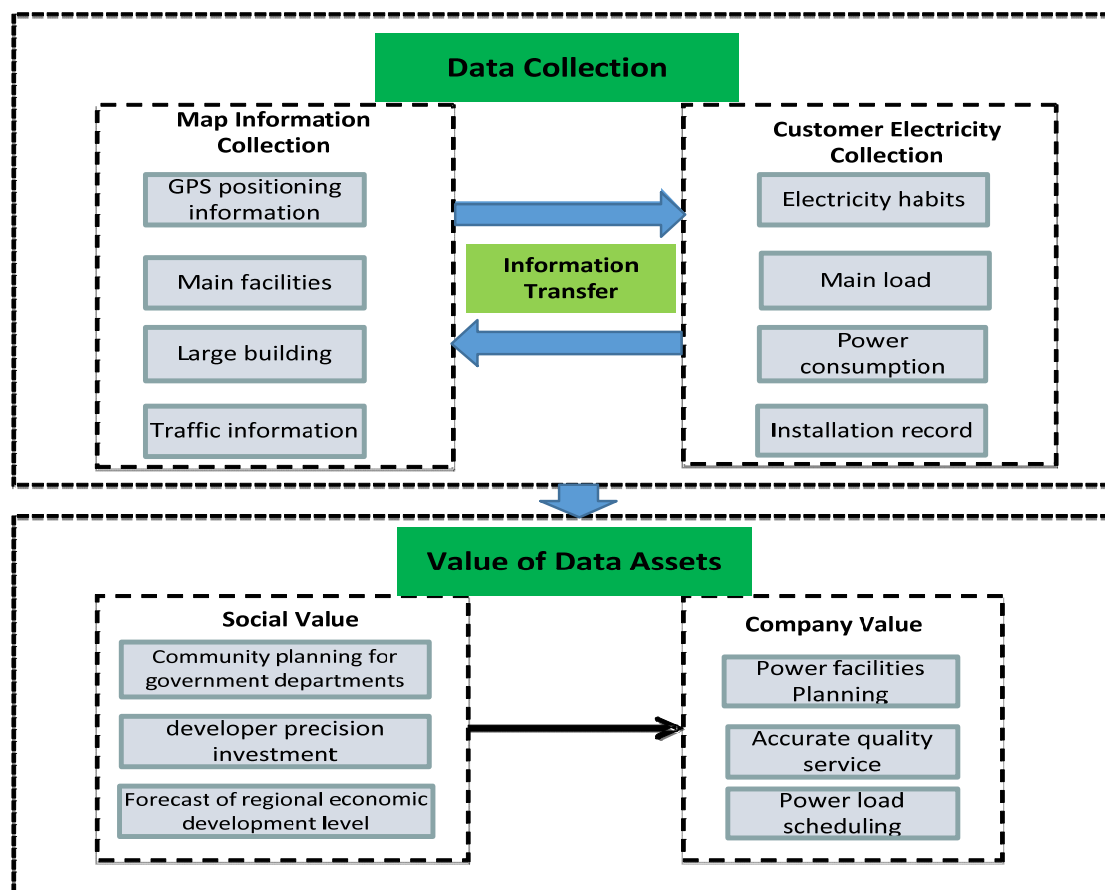 Data Collection
Map Information
Collection
GPS positioning
information
Main facilities
Large building
Traffic information
Information
Transfer
Customer Electricity
Collection
Electricity habits
Main load
Power
consumption
Installation record
Value of Data Assets
Social Value
Community planning for
government departments
developer precision
investment
Forecast of regional economic
development level
Company Value
Power facilities
Planning
Accurate quality
service
Power load
scheduling